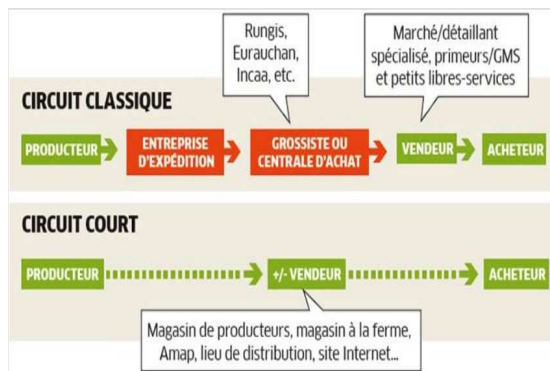 Rungis,
Eurauchan,
Incaa, etc.
Marché/détaillant
spécialisé, primeurs/GMS
et petits libres-services
CIRCUIT CLASSIQUE
PRODUCTEUR
ENTREPRISE
D'EXPÉDITION
GROSSISTE OU
CENTRALE D'ACHAT
VENDEUR
ACHETEUR
CIRCUIT COURT
PRODUCTEUR
+/- VENDEUR
ACHETEUR
Magasin de producteurs, magasin à la ferme,
Amap, lieu de distribution, site Internet...